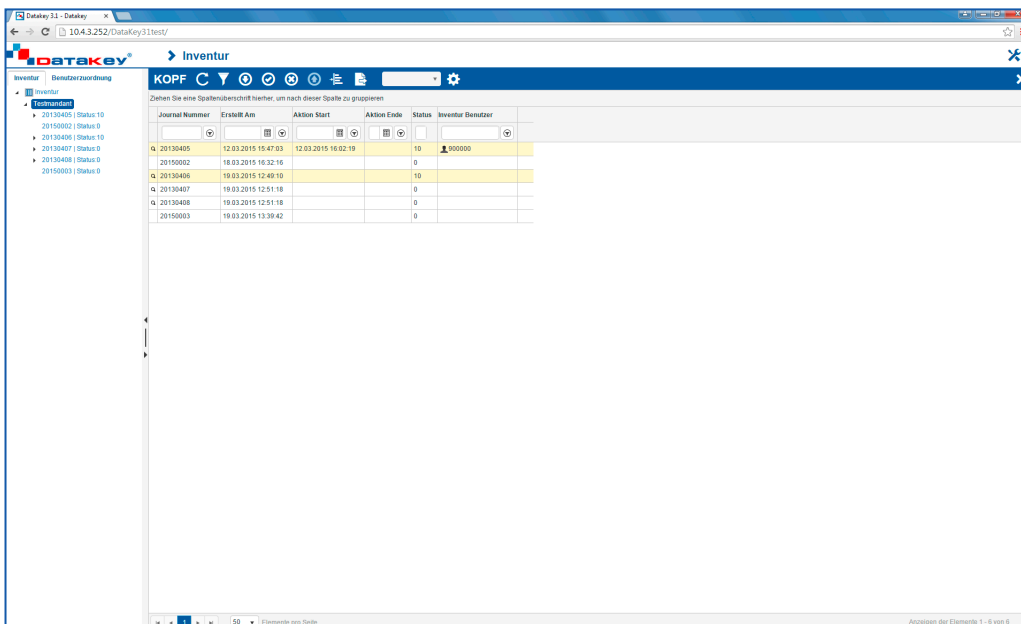 Datakey 3.1 - Datakey
10.4.3.252/DataKey31test/
DATAKEY®
Inventur
Inventur Benutzerzuordnung
KOPF
Inventur
Testmandant
20130405 | Status:10
20150002 | Status:0
20130406 | Status:10
20130407 | Status:0
20130408 | Status:0
20150003 | Status:0
Ziehen Sie eine Spaltenüberschrift hierher, um nach dieser Spalte zu gruppieren
Journal Nummer Erstellt Am Aktion Start Aktion Ende Status Inventur Benutzer
20130405 12.03.2015 15:47:03 12.03.2015 16:02:19 10 900000
20150002 18.03.2015 16:32:16 0
20130406 19.03.2015 12:49:10 10
20130407 19.03.2015 12:51:18 0
20130408 19.03.2015 12:51:18 0
20150003 19.03.2015 13:39:42 0
1 50 Elemente pro Seite
Anzeigen der Elemente 1 - 6 von 6